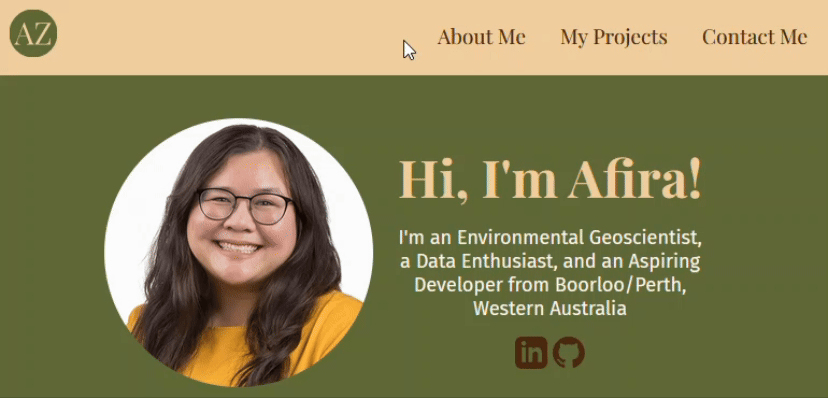 AZ
About Me My Projects Contact Me
Hi, I'm Afira!
I'm an Environmental Geoscientist,
a Data Enthusiast, and an Aspiring
Developer from Boorloo/Perth,
Western Australia
in